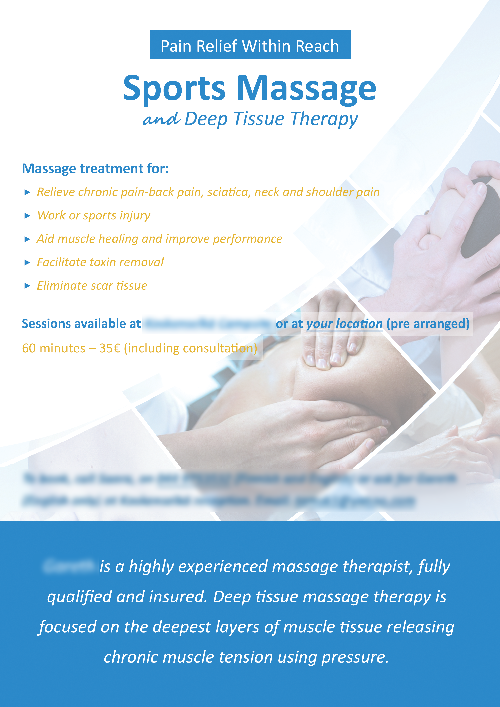 Pain Relief Within Reach
Sports Massage
and Deep Tissue Therapy
Massage treatment for:
▸ Relieve chronic pain-back pain, sciatica, neck and shoulder pain
▸ Work or sports injury
▸ Aid muscle healing and improve performance
▸ Facilitate toxin removal
▸ Eliminate scar tissue
Sessions available at or at your location (pre arranged)
60 minutes – 35€ (including consultation)
is a highly experienced massage therapist, fully
qualified and insured. Deep tissue massage therapy is
focused on the deepest layers of muscle tissue releasing
chronic muscle tension using pressure.